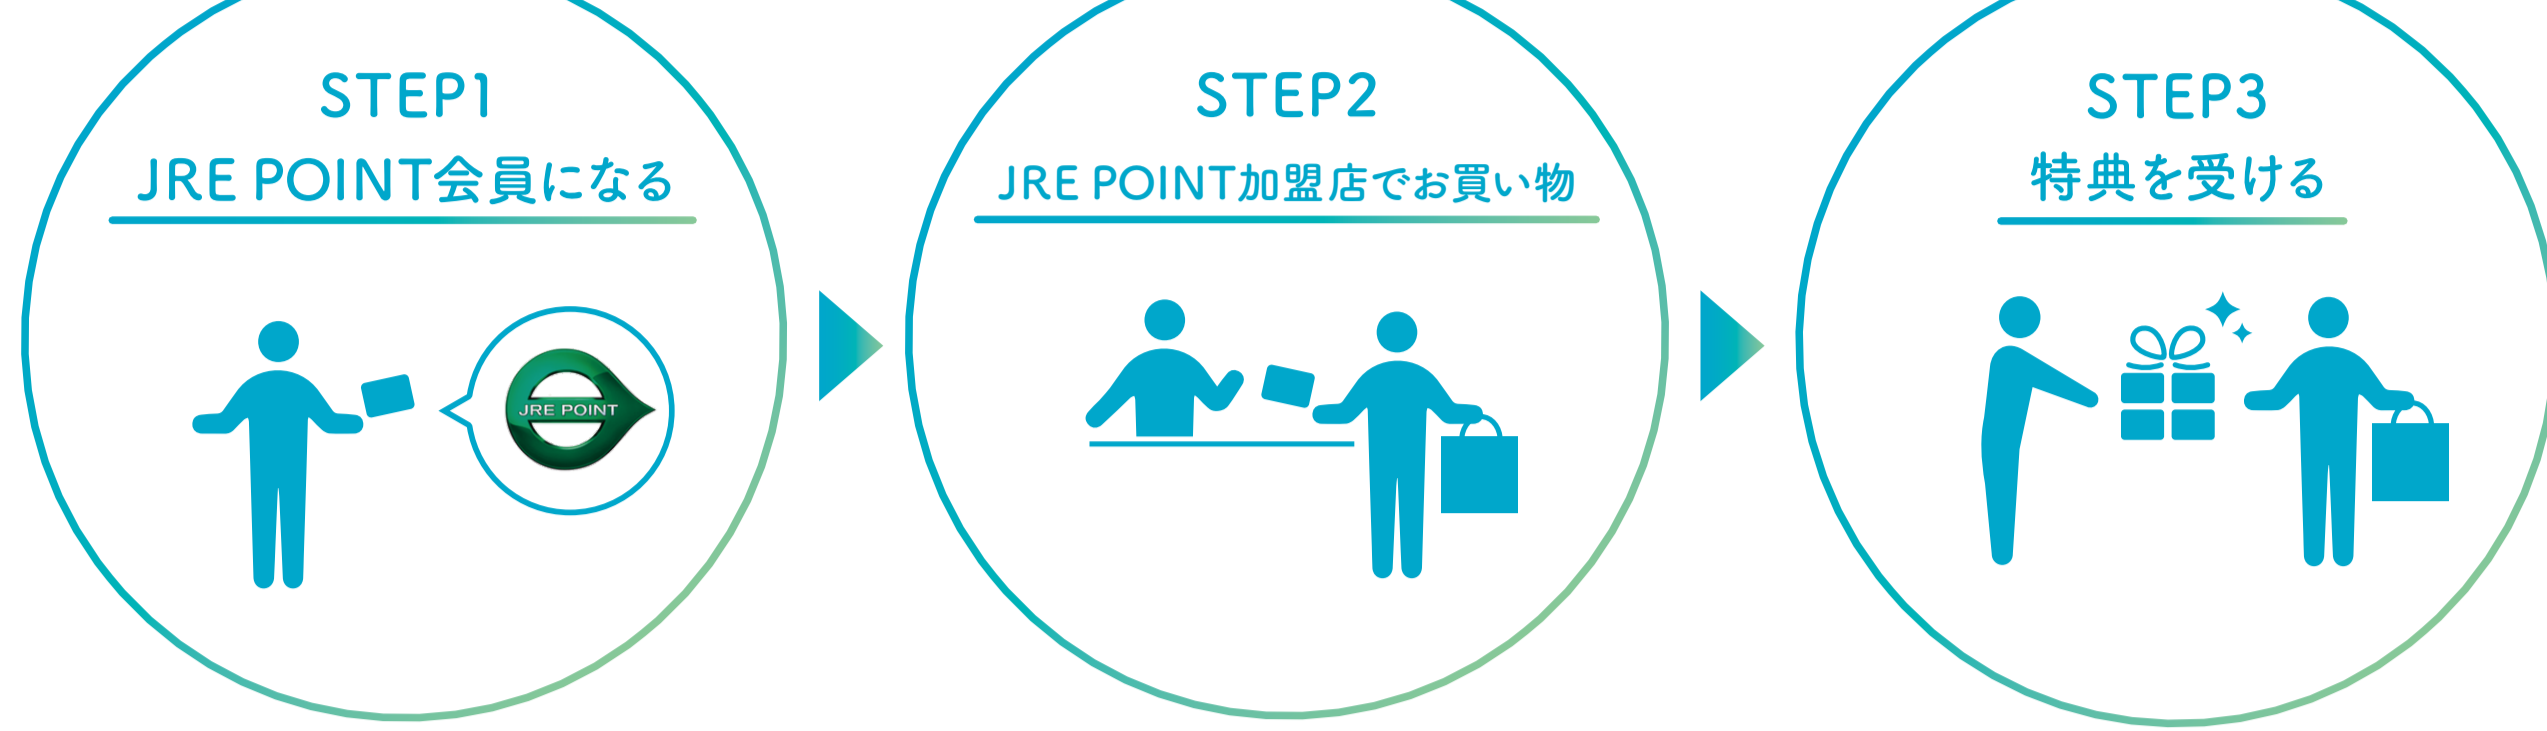 STEP1
JRE POINT会員になる
JRE POINT
STEP2
JRE POINT加盟店でお買い物
STEP3
特典を受ける